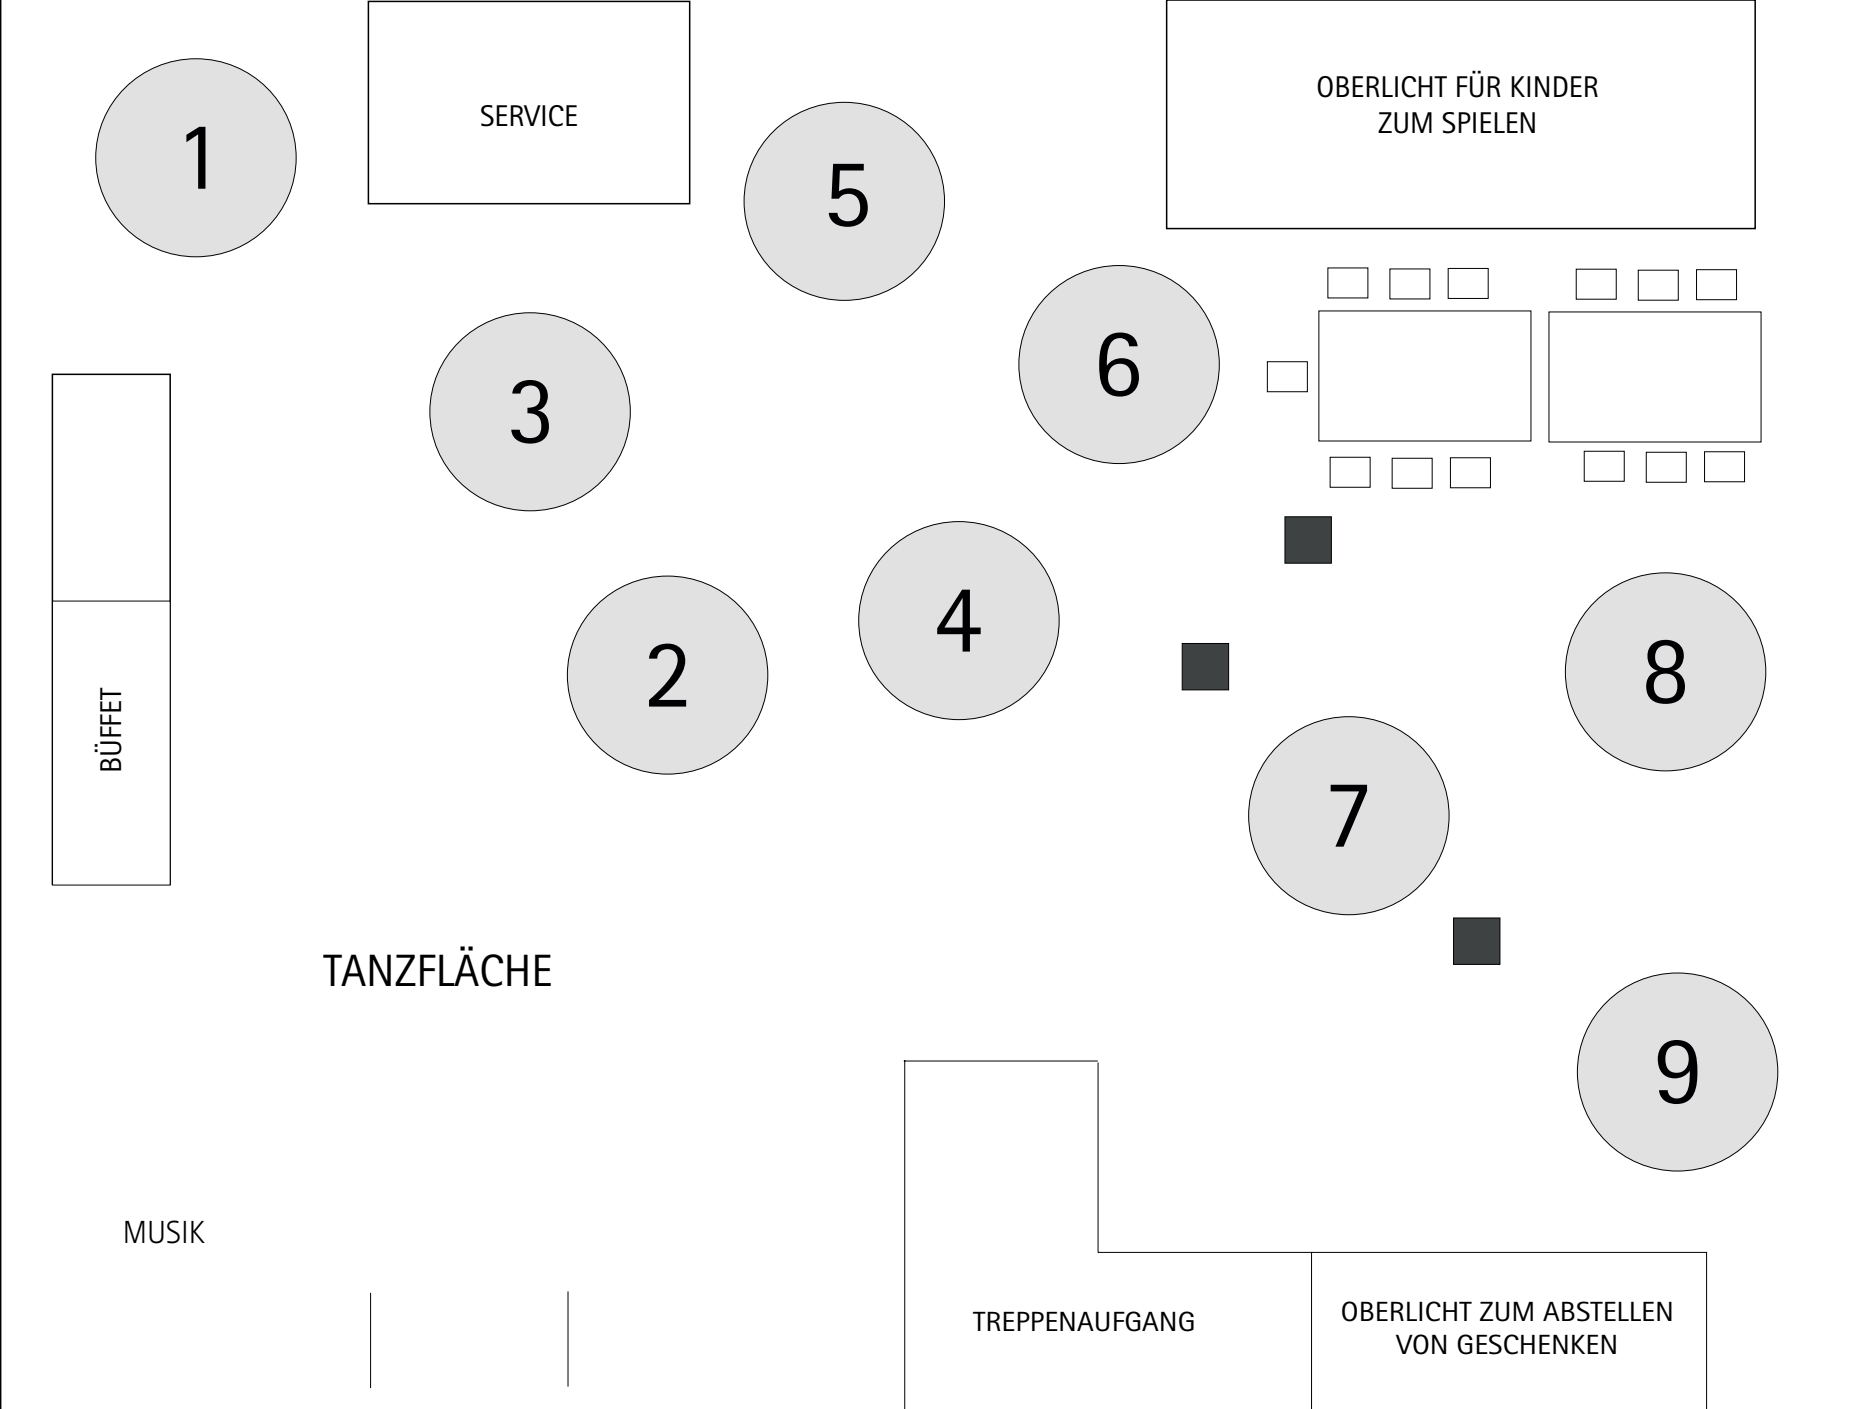 1
SERVICE
5
OBERLICHT FÜR KINDER
ZUM SPIELEN
3
6
2
4
8
BÜFFET
7
TANZFLÄCHE
9
MUSIK
TREPPENAUFGANG
OBERLICHT ZUM ABSTELLEN
VON GESCHENKEN